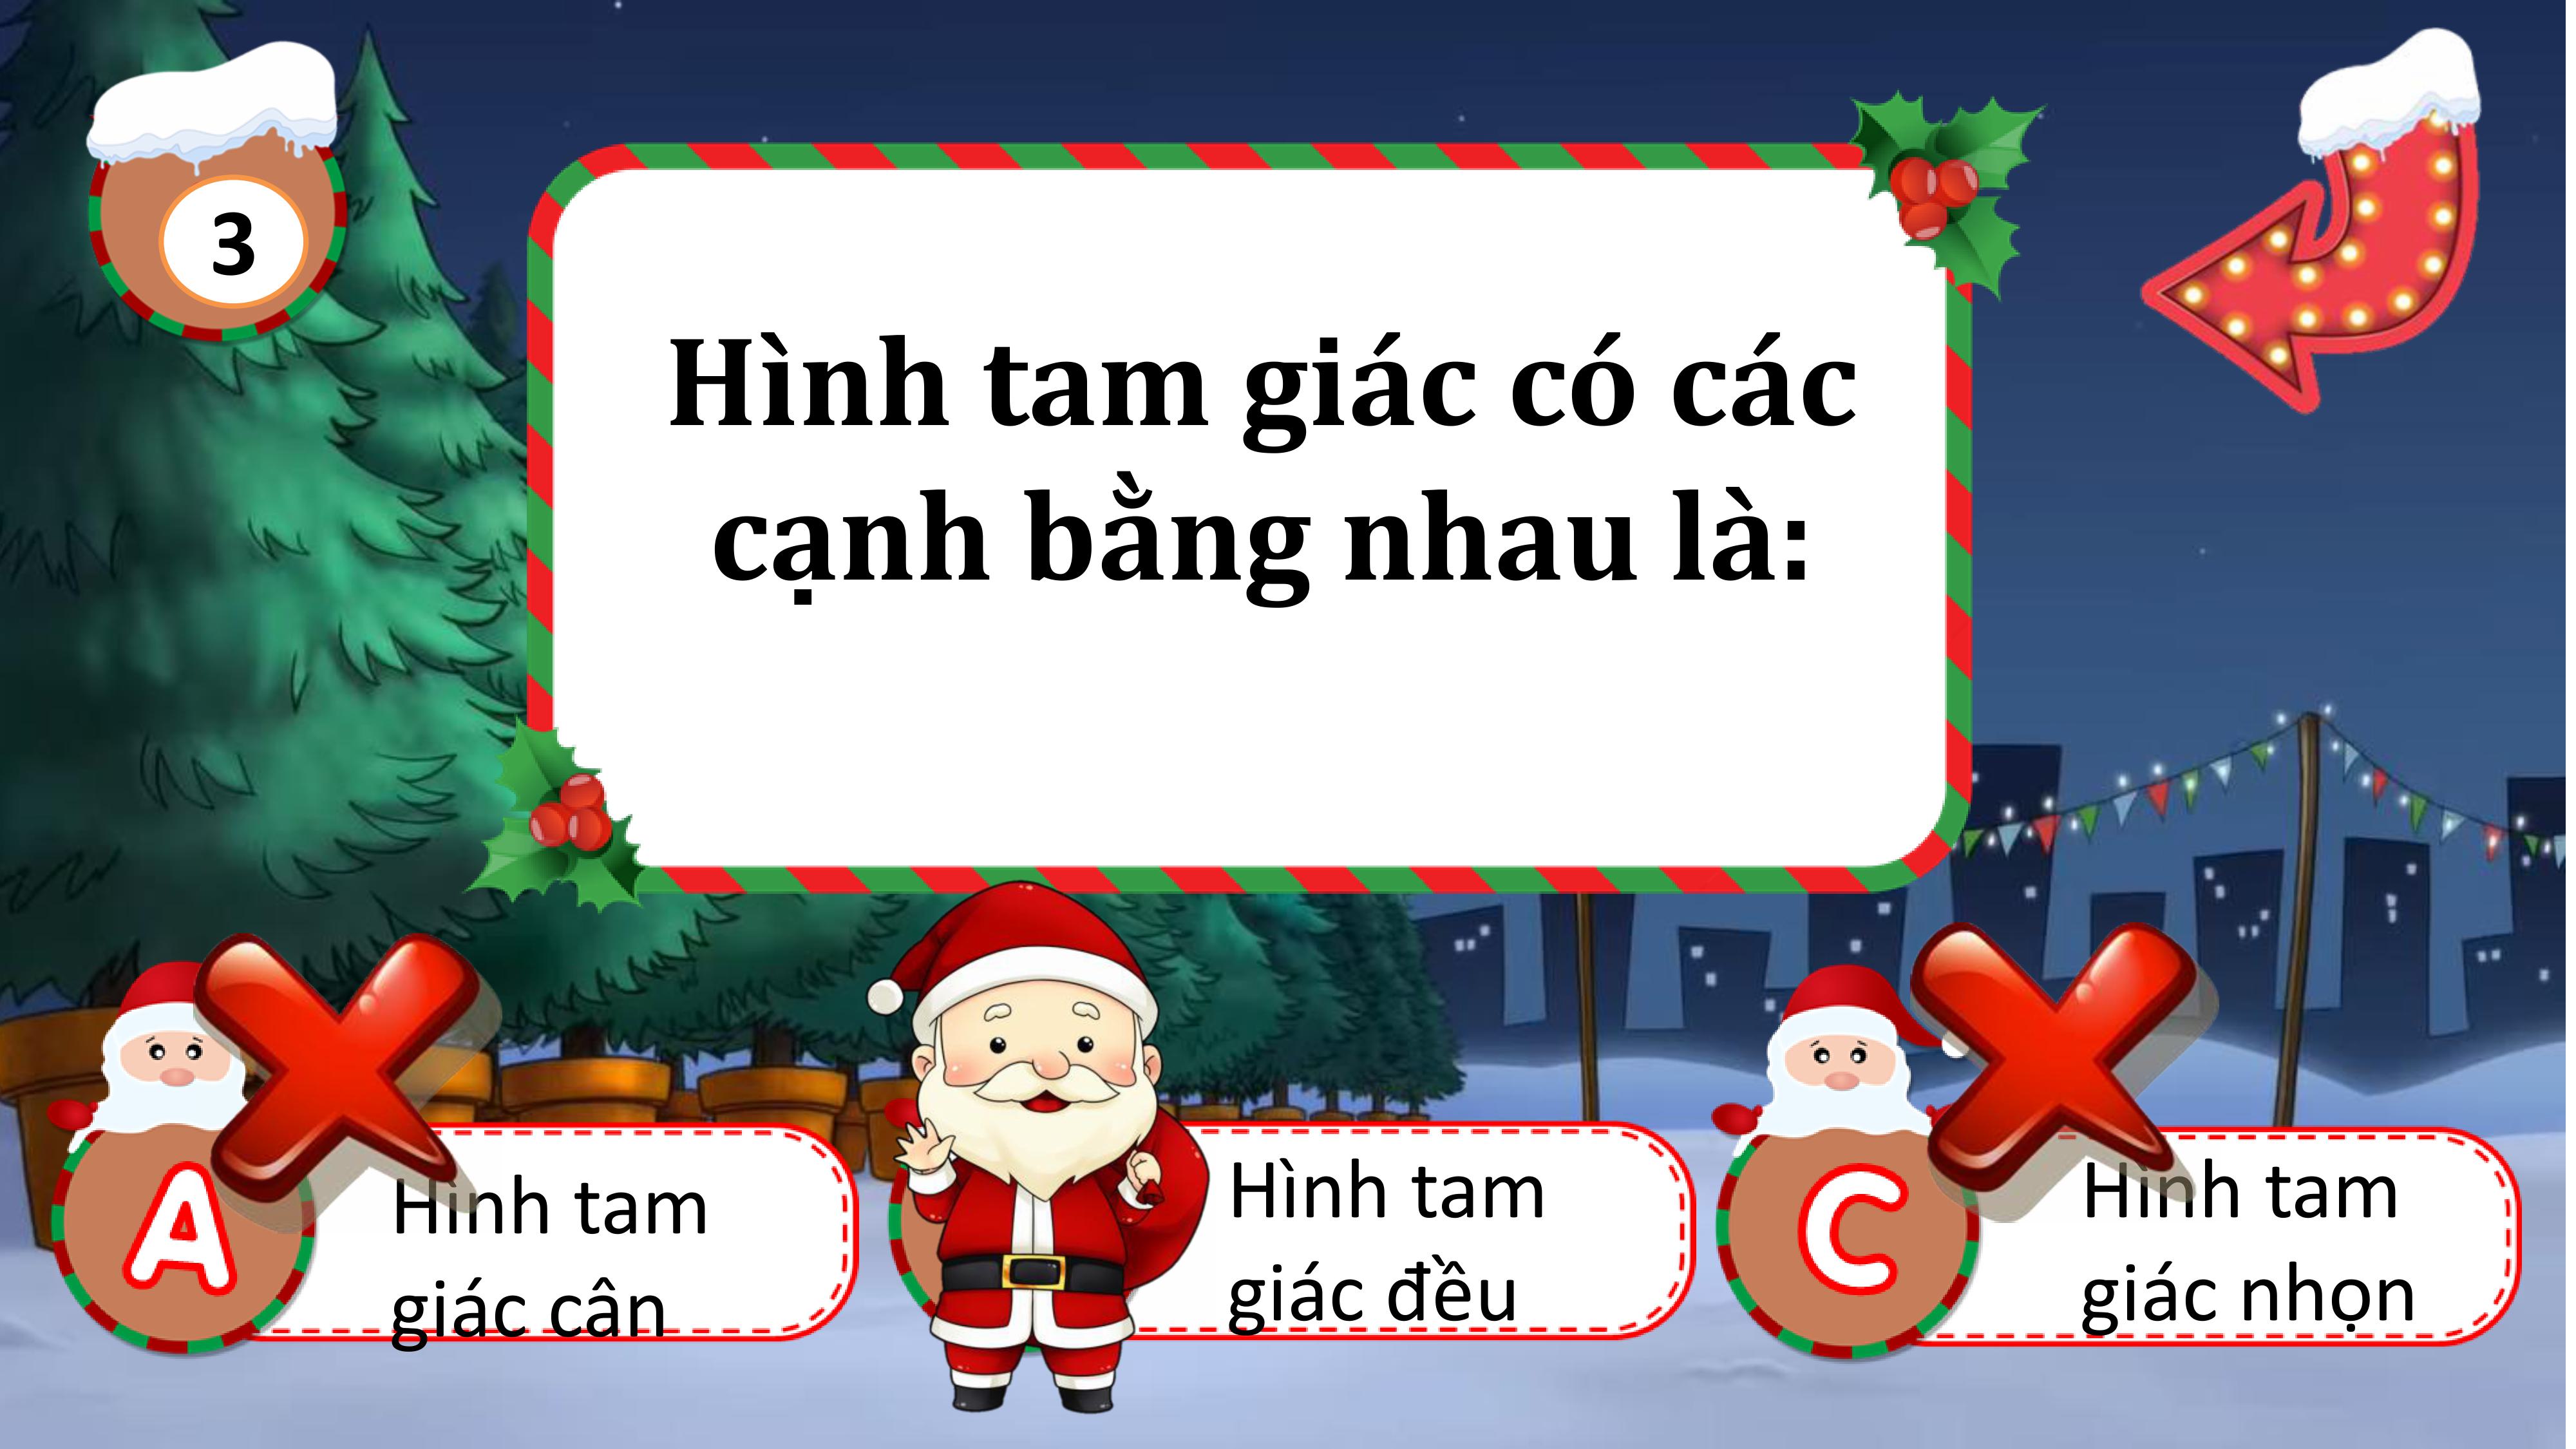 3
Hình tam giác có các
cạnh bằng nhau là:
A
Hình tam
giác cân
Hình tam
giác đều
C
Hình tam
giác nhọn